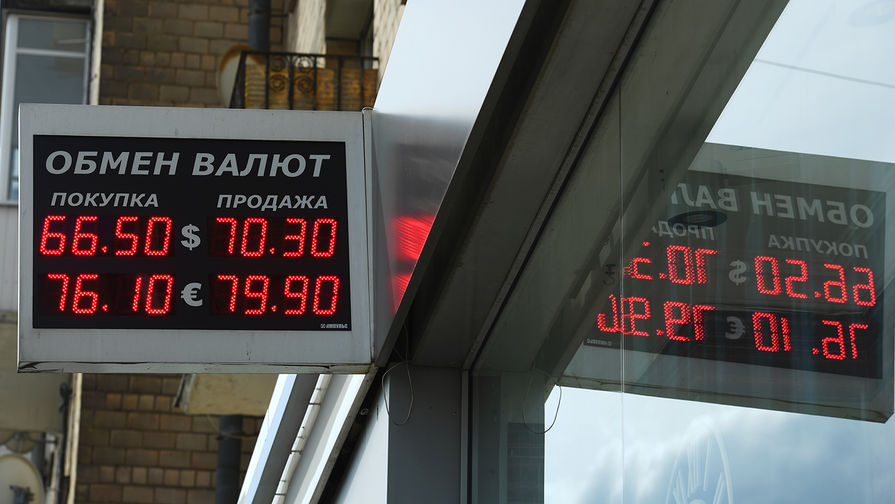 ОБМЕН ВАЛЮТ
ПОКУПКА ПРОДАЖА
66.50 $ 70.30
76.10 € 79.90